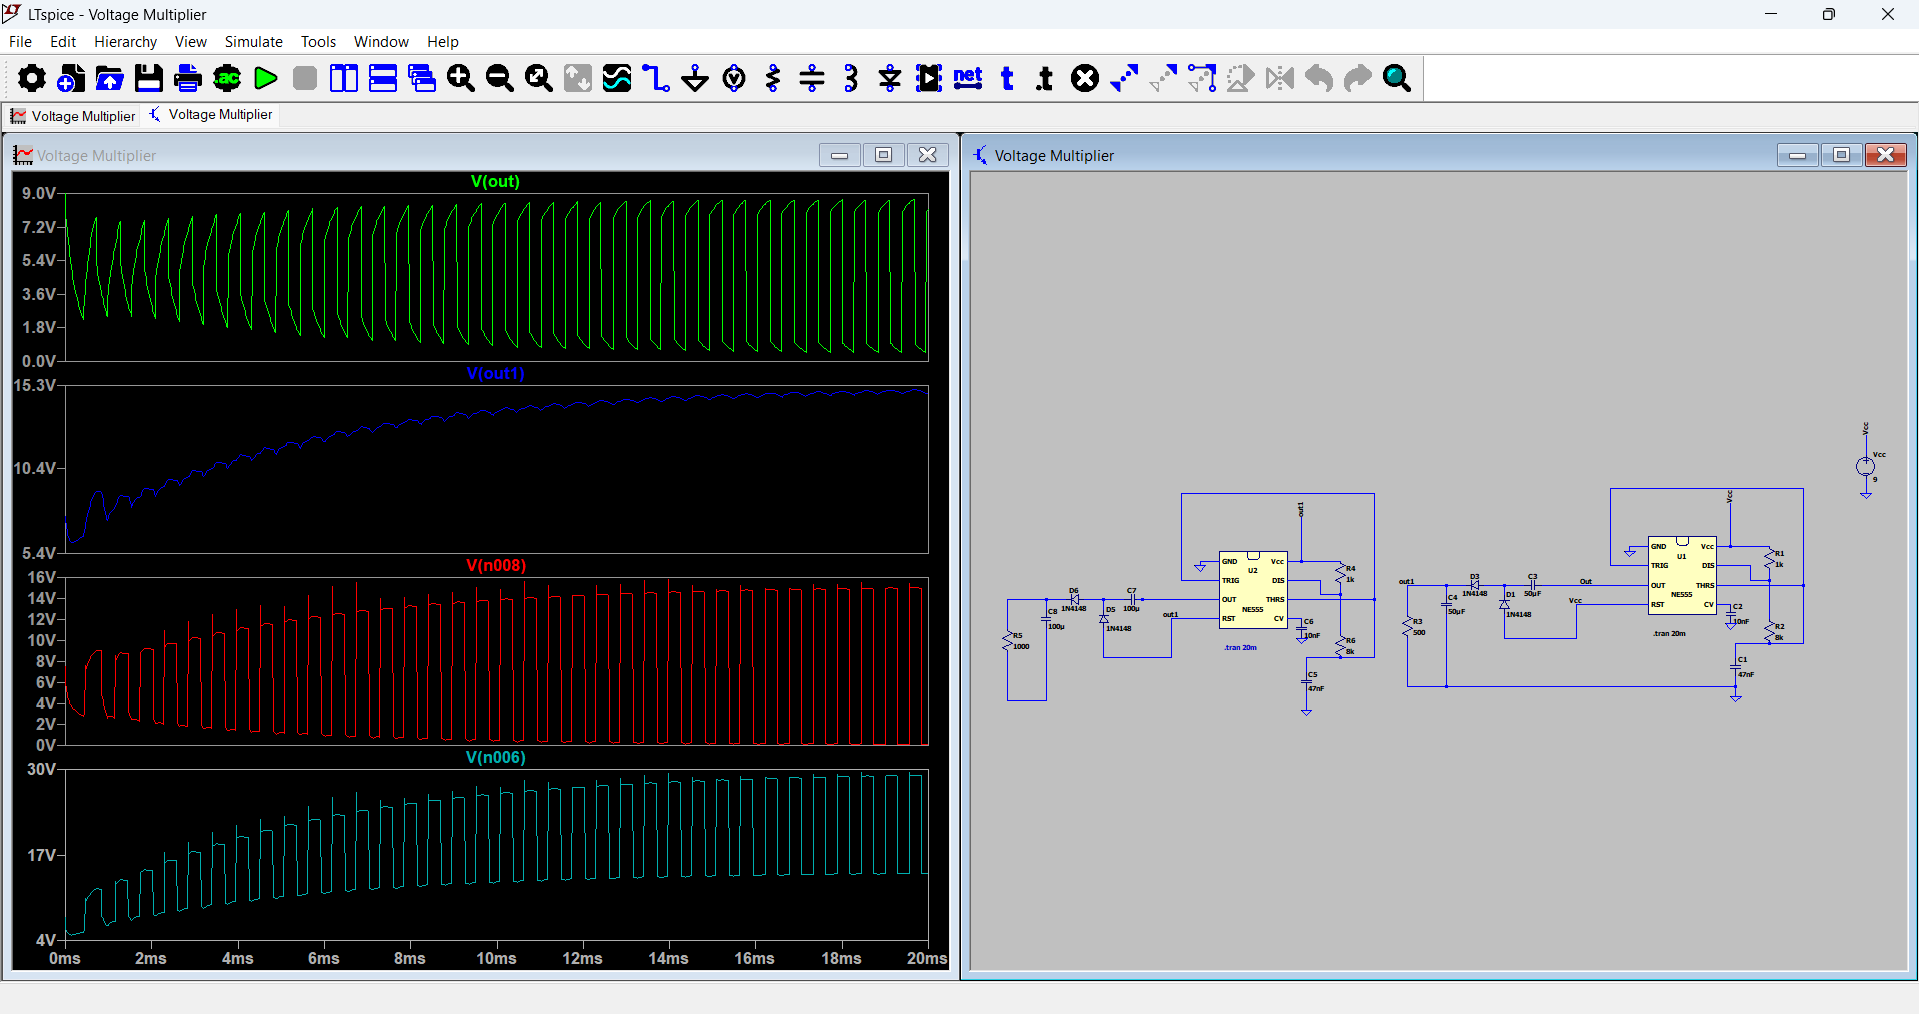 LTspice - Voltage Multiplier
File Edit Hierarchy View Simulate Tools Window Help
.ac
net
t
.t
Voltage Multiplier
Voltage Multiplier
Voltage Multiplier
V(out)
9.0V
7.2V
5.4V
3.6V
1.8V
0.0V
V(out1)
15.3V
10.4V
5.4V
V(n008)
16V
14V
12V
10V
8V
6V
4V
2V
0V
V(n006)
30V
17V
4V
0ms 2ms 4ms 6ms 8ms 10ms 12ms 14ms 16ms 18ms 20ms
Voltage Multiplier
Vcc
Vcc
9
out1
GND Vcc
U2
TRIG DIS
OUT THRS
NE555
RST CV
R4
1k
C6
10nF
R6
8k
C5
47nF
.tran 20m
D6
1N4148
C7
100µ
D5
1N4148
out1
C8
100µ
R5
1000
Vcc
GND Vcc
U1
TRIG DIS
OUT THRS
NE555
RST CV
R1
1k
C2
10nF
R2
8k
C1
47nF
.tran 20m
out1
D3
1N4148
C3
50µF
Out
D1
1N4148
Vcc
C4
50µF
R3
500